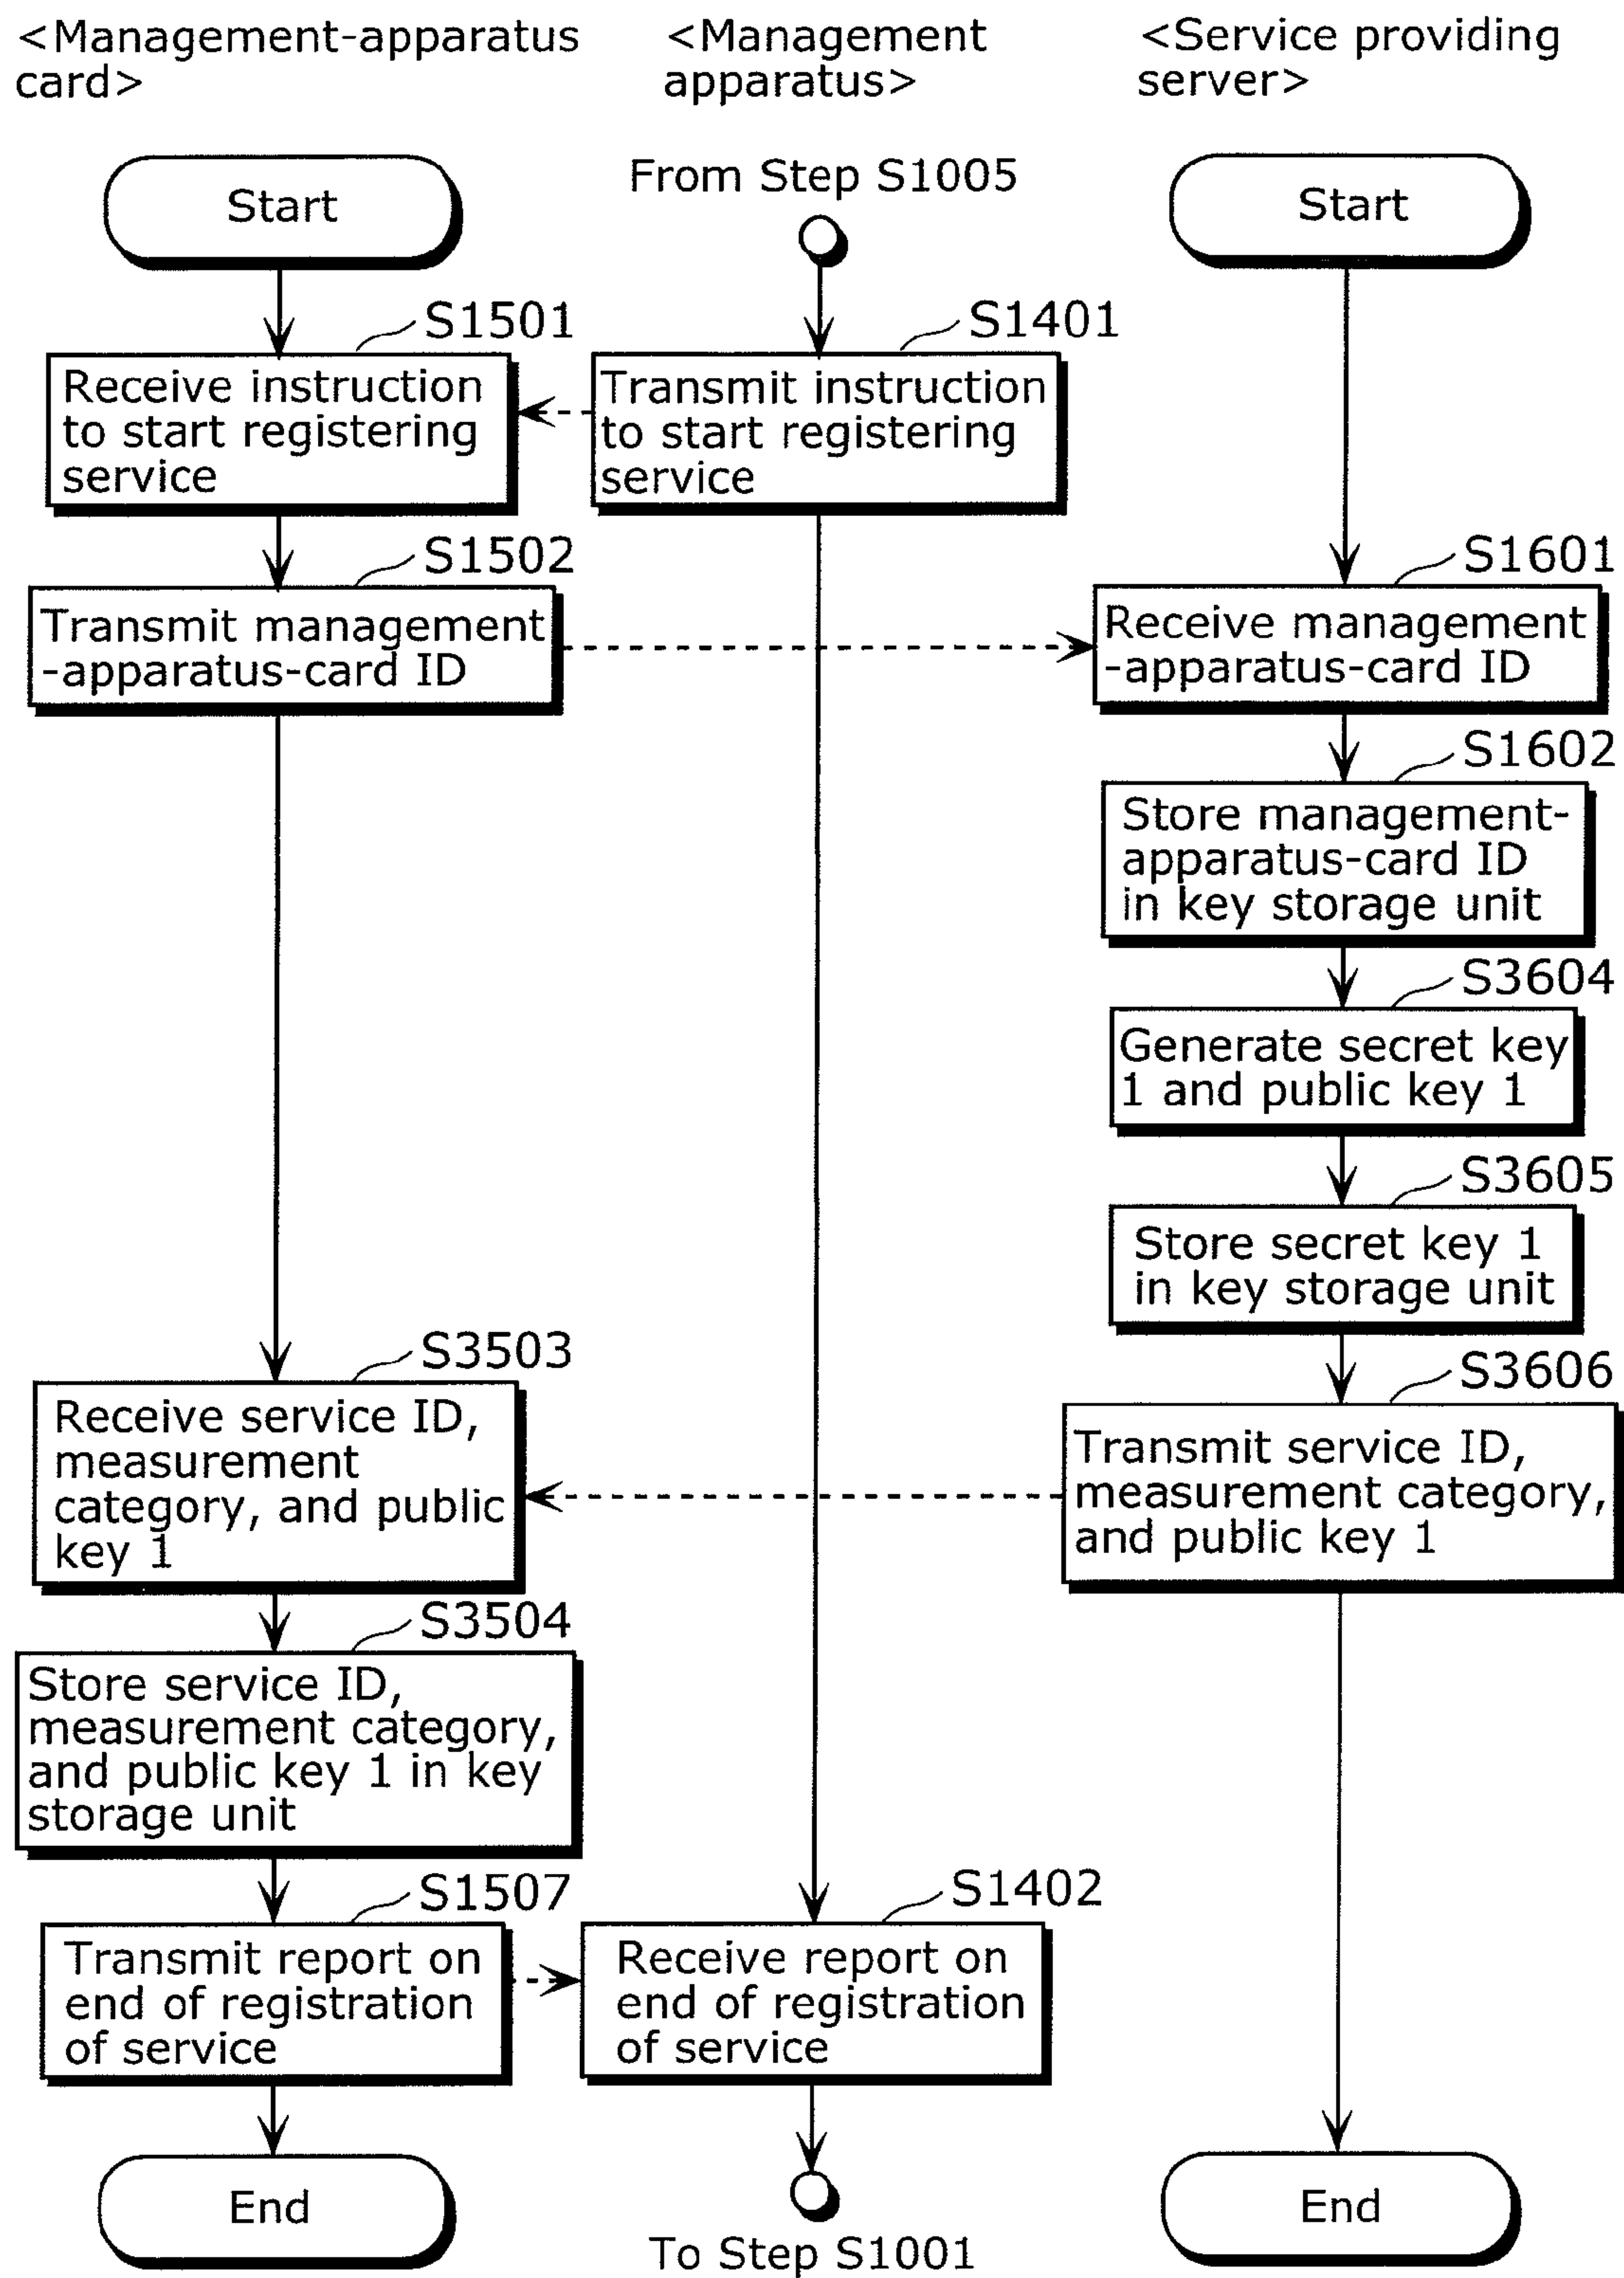 <Management-apparatus
card>
<Management
apparatus>
<Service providing
server>
Start
From Step S1005
Start
S1501
Receive instruction
to start registering
service
S1401
Transmit instruction
to start registering
service
S1502
Transmit management
-apparatus-card ID
S1601
Receive management
-apparatus-card ID
S1602
Store management-
apparatus-card ID
in key storage unit
S3604
Generate secret key
1 and public key 1
S3605
Store secret key 1
in key storage unit
S3503
Receive service ID,
measurement
category, and public
key 1
S3606
Transmit service ID,
measurement category,
and public key 1
S3504
Store service ID,
measurement category,
and public key 1 in key
storage unit
S1507
Transmit report on
end of registration
of service
S1402
Receive report on
end of registration
of service
End
To Step S1001
End